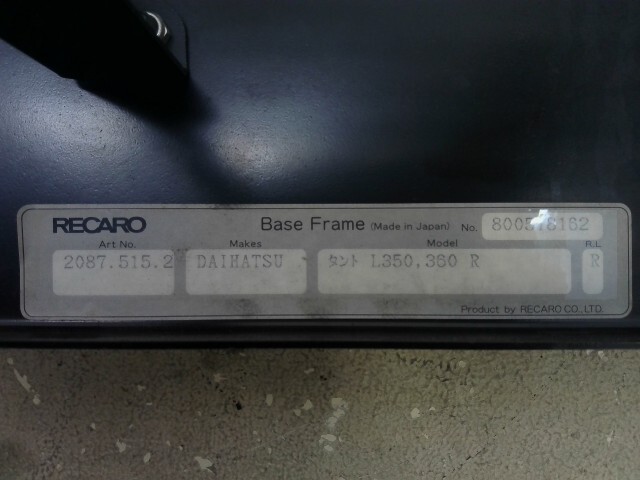 RECARO Base Frame (Made in Japan) No. 800378162
Art No. Makes Model R.L
2087.515.2 DAIHATSU タント L350,360 R R
Product by RECARO CO., LTD.